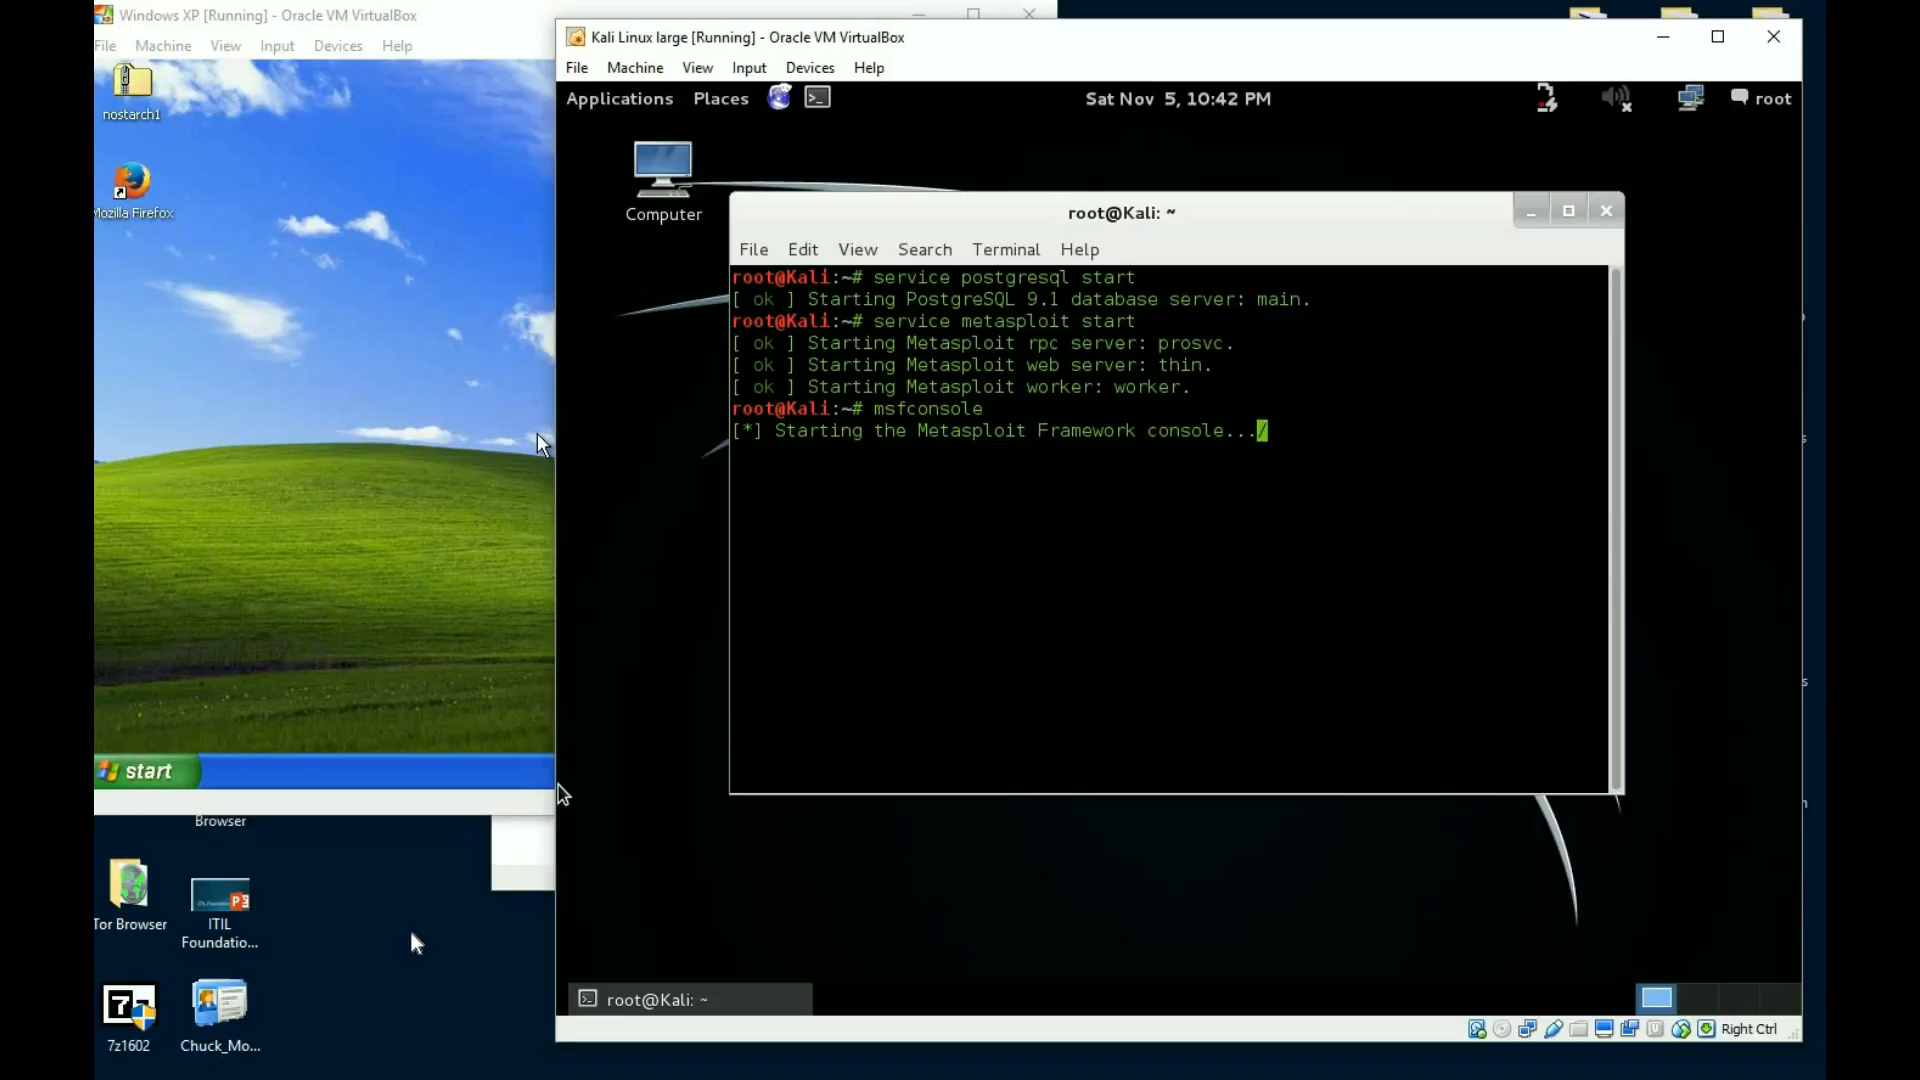 Windows XP [Running] - Oracle VM VirtualBox
File Machine View Input Devices Help
nostarch1
Mozilla Firefox
start
Browser
Tor Browser
ITIL
Foundatio...
7z1602
Chuck_Mo...
Kali Linux large [Running] - Oracle VM VirtualBox
File Machine View Input Devices Help
Applications Places Sat Nov 5, 10:42 PM root
Computer
root@Kali: ~
File Edit View Search Terminal Help
root@Kali:~# service postgresql start
[ ok ] Starting PostgreSQL 9.1 database server: main.
root@Kali:~# service metasploit start
[ ok ] Starting Metasploit rpc server: prosvc.
[ ok ] Starting Metasploit web server: thin.
[ ok ] Starting Metasploit worker: worker.
root@Kali:~# msfconsole
[*] Starting the Metasploit Framework console.../
root@Kali: ~
Right Ctrl